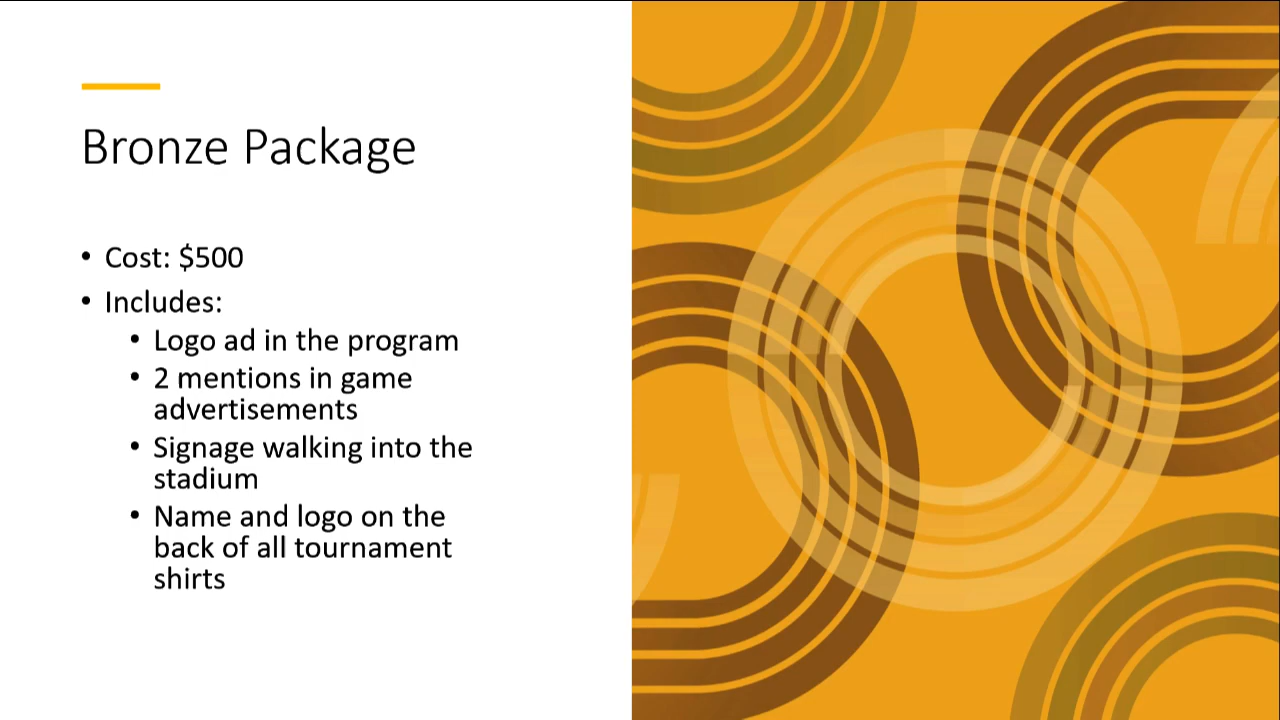 Bronze Package
• Cost: $500
• Includes:
• Logo ad in the program
• 2 mentions in game
advertisements
• Signage walking into the
stadium
• Name and logo on the
back of all tournament
shirts